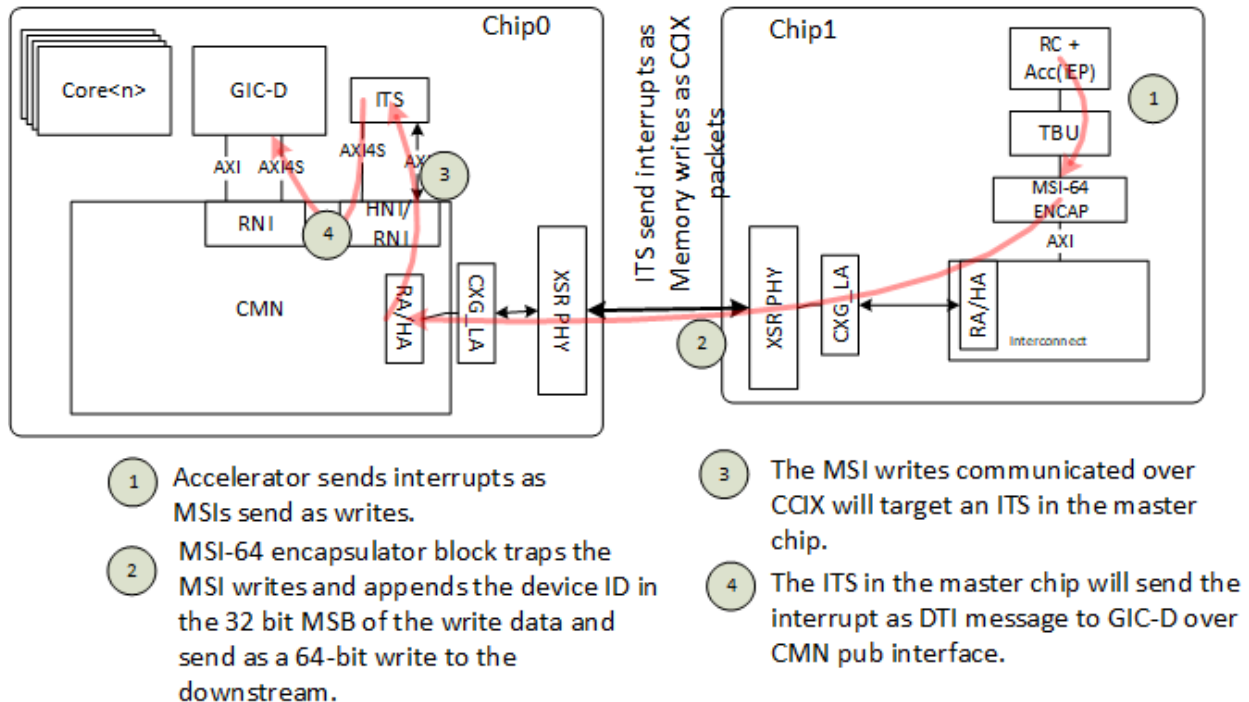 Chip0
Core<n>
GIC-D
ITS
AXI
AXI4S
AXI4S
3
RNI
4
HNI/
RNI
CMN
RA/HA
CXG_LA
XSR PHY
ITS send interrupts as
Memory writes as CCIX
packets
2
Chip1
RC +
Acc(IEP)
1
TBU
MSI-64
ENCAP
AXI
XSR PHY
CXG_LA
RA/HA
Interconnect
1
Accelerator sends interrupts as
MSIs send as writes.
2
MSI-64 encapsulator block traps the
MSI writes and appends the device ID in
the 32 bit MSB of the write data and
send as a 64-bit write to the
downstream.
3
The MSI writes communicated over
CCIX will target an ITS in the master
chip.
4
The ITS in the master chip will send the
interrupt as DTI message to GIC-D over
CMN pub interface.